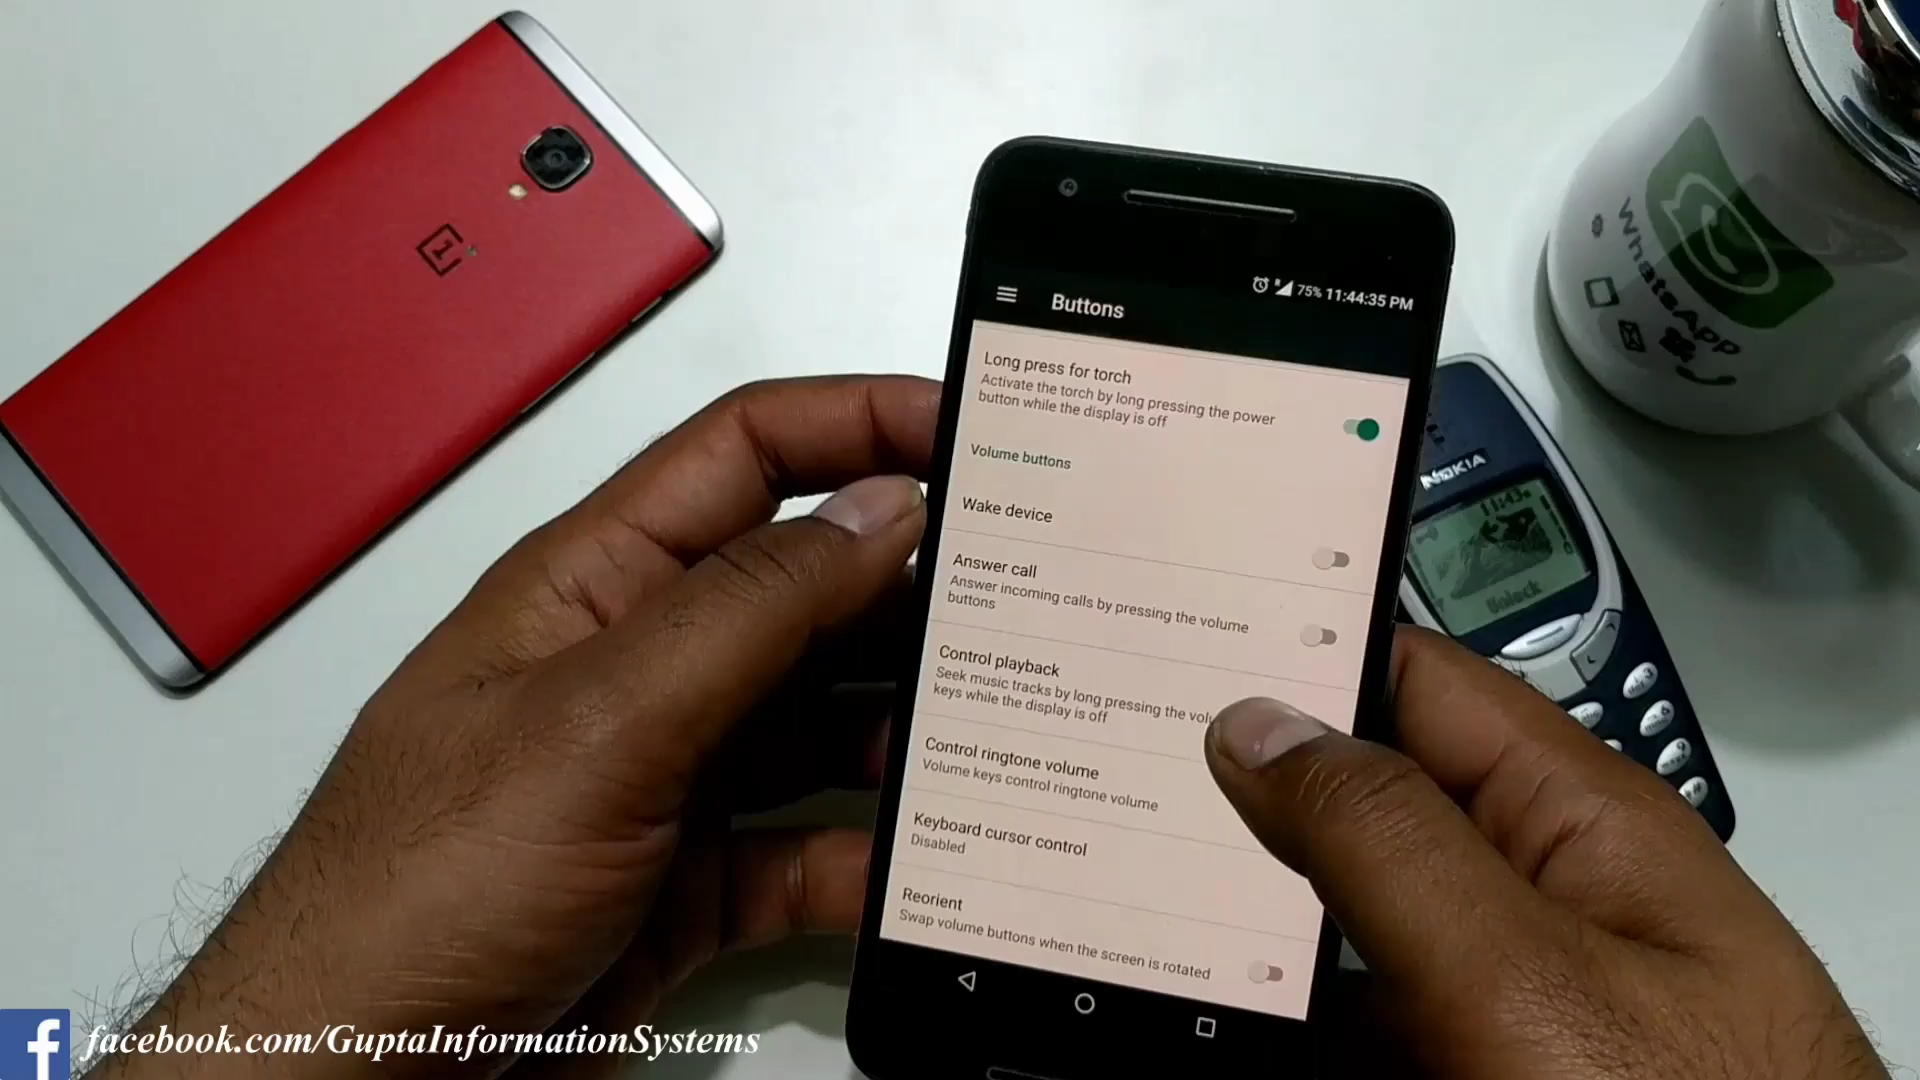 75% 11:44:35 PM
Buttons
Long press for torch
Activate the torch by long pressing the power
button while the display is off
Volume buttons
Wake device
Answer call
Answer incoming calls by pressing the volume
buttons
Control playback
Seek music tracks by long pressing the
keys while the display is off
Control ringtone volume
Volume keys control ringtone volume
Keyboard cursor control
Disabled
Reorient
Swap volume buttons when the screen is rotated
WhatsApp
NOKIA
11:43
Unlock
1
f facebook.com/GuptaInformationSystems